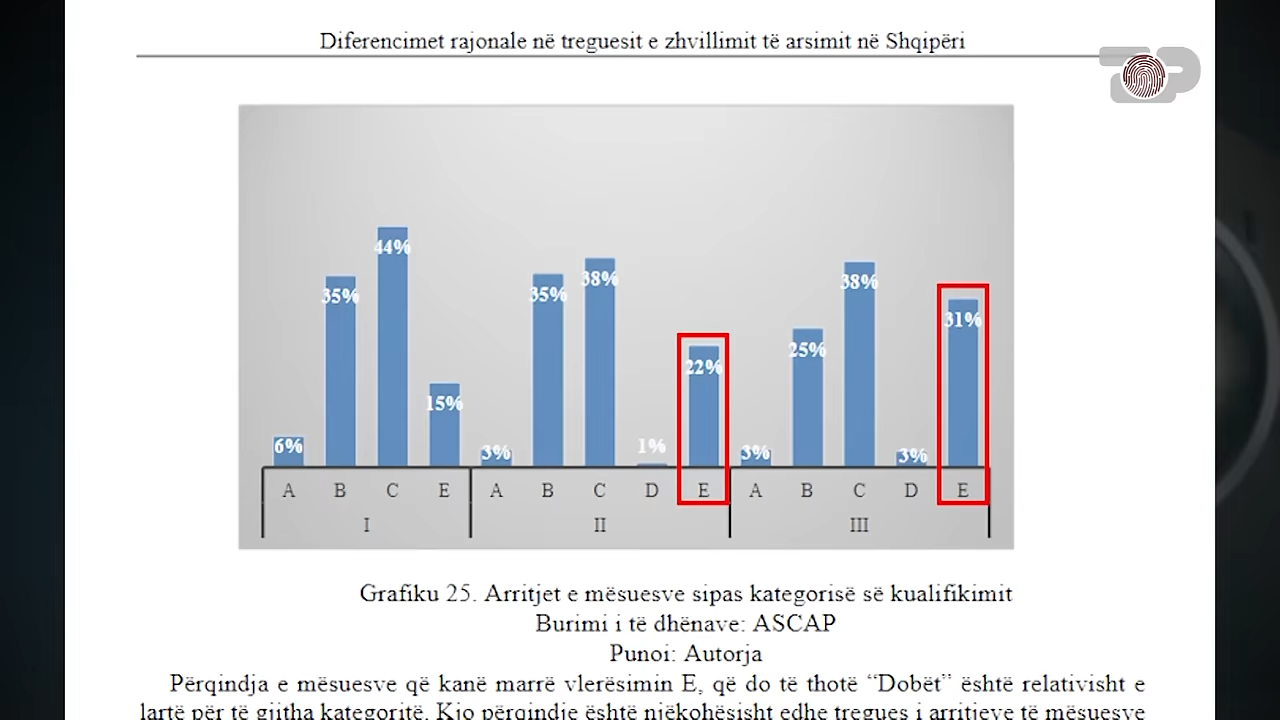 Diferencimet rajonale në treguesit e zhvillimit të arsimit në Shqipëri
44%
38%
38%
35%
35%
31%
25%
22%
15%
6%
3%
1%
3%
3%
A B C E A B C D E A B C D E
I II III
Grafiku 25. Arritjet e mësuesve sipas kategorisë së kualifikimit
Burimi i të dhënave: ASCAP
Punoi: Autorja
Përqindja e mësuesve që kanë marrë vlerësimin E, që do të thotë “Dobët” është relativisht e
lartë për të gjitha kategoritë. Kjo përqindje është njëkohësisht edhe tregues i arritjeve të mësuesve